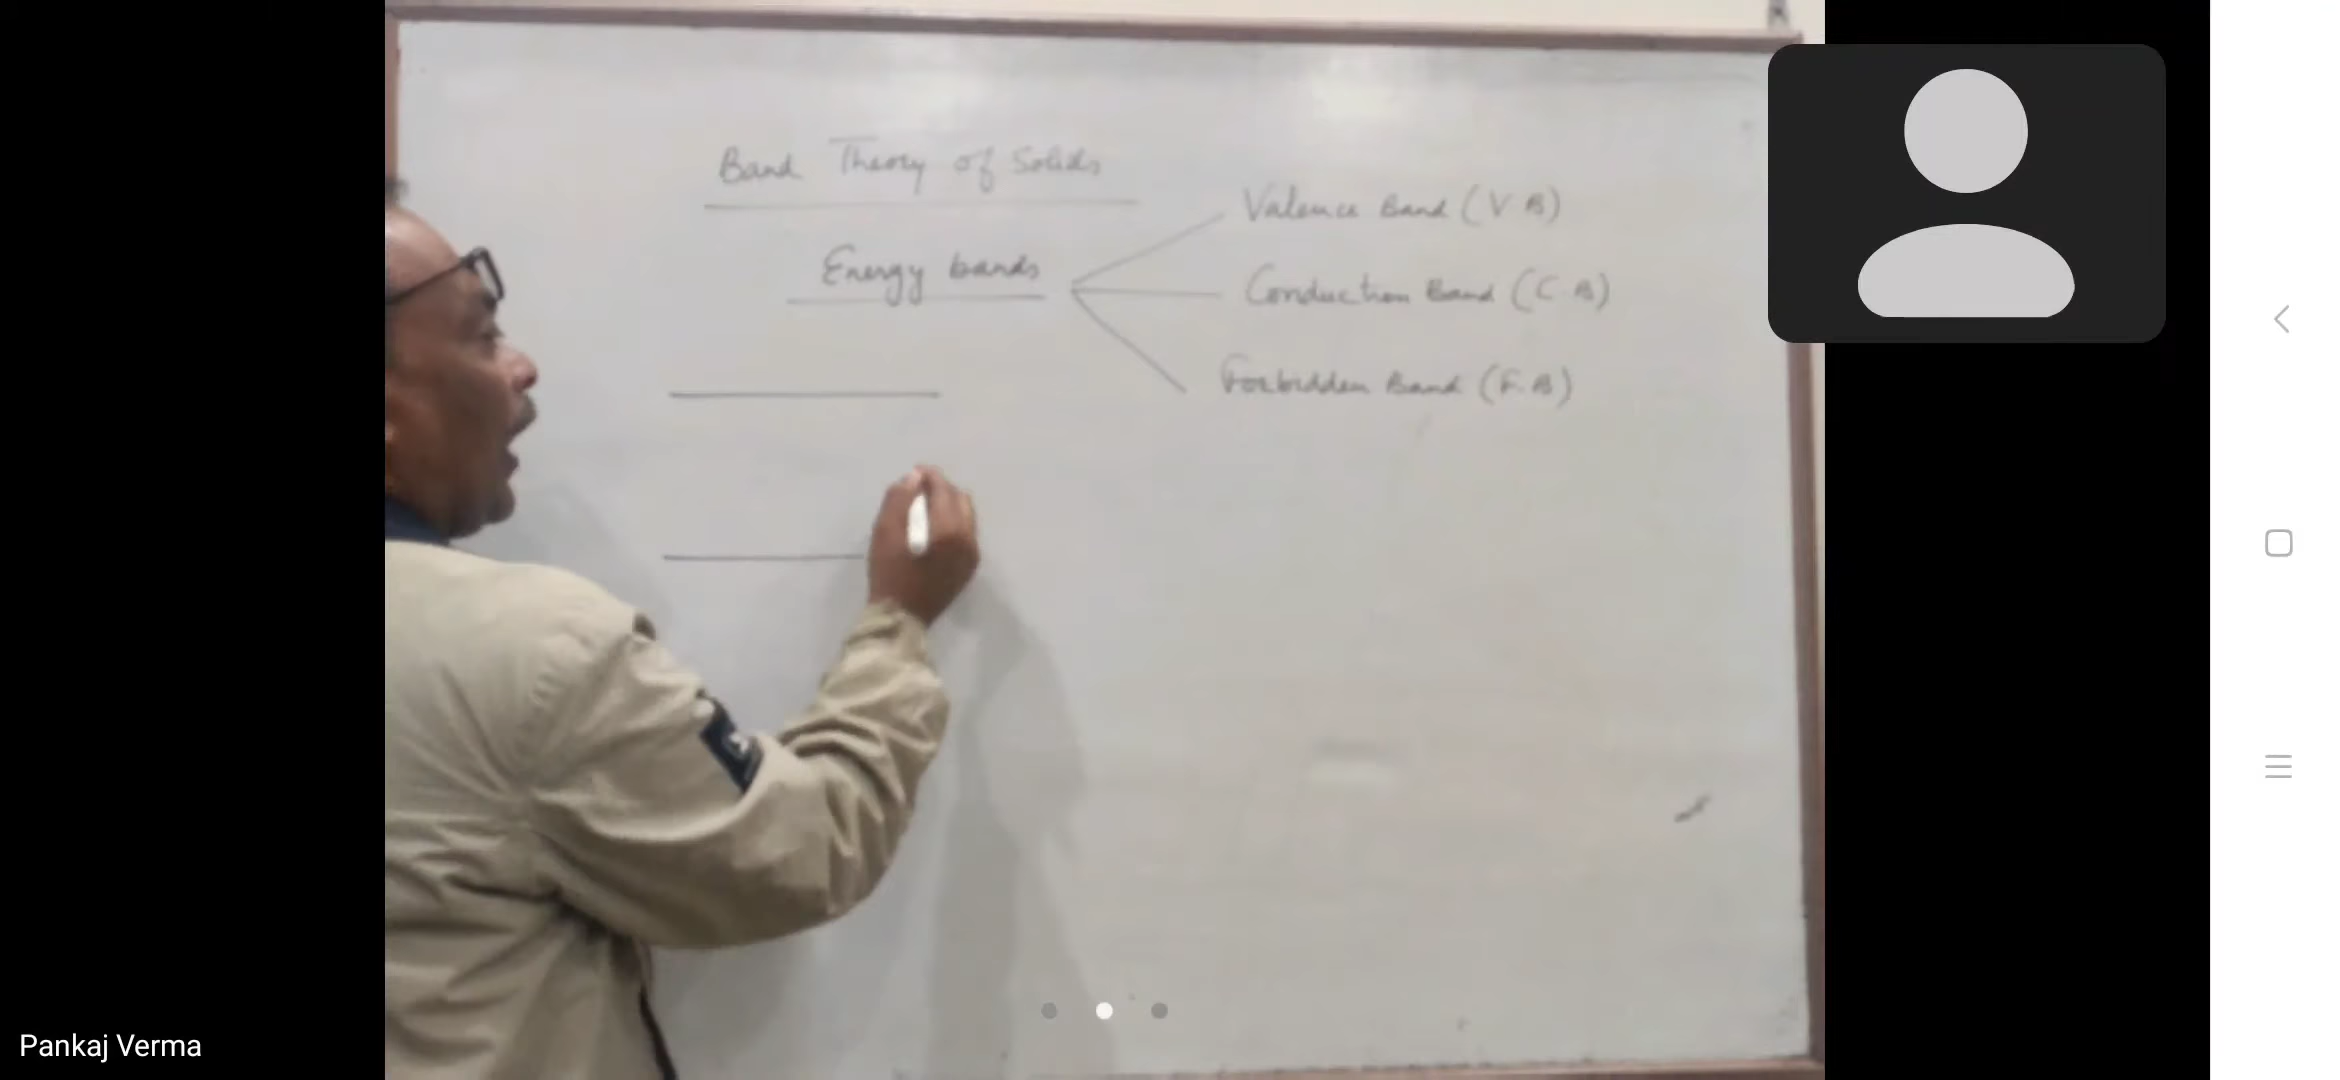 Band Theory of Solids
Energy bands
Valence Band (V.B)
Conduction Band (C.B)
Forbidden Band (F.B)
Pankaj Verma